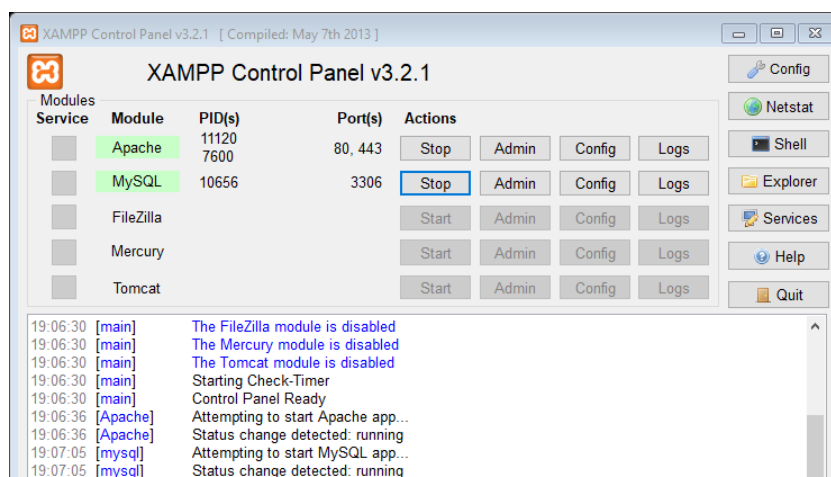 XAMPP Control Panel v3.2.1 [ Compiled: May 7th 2013 ]
XAMPP Control Panel v3.2.1
Config
Modules
Netstat
Service Module PID(s) Port(s) Actions
Apache 11120 7600 80, 443 Stop Admin Config Logs
Shell
MySQL 10656 3306 Stop Admin Config Logs
Explorer
FileZilla Start Admin Config Logs
Services
Mercury Start Admin Config Logs
Help
Tomcat Start Admin Config Logs
Quit
19:06:30 [main] The FileZilla module is disabled
19:06:30 [main] The Mercury module is disabled
19:06:30 [main] The Tomcat module is disabled
19:06:30 [main] Starting Check-Timer
19:06:30 [main] Control Panel Ready
19:06:36 [Apache] Attempting to start Apache app...
19:06:36 [Apache] Status change detected: running
19:07:05 [mysql] Attempting to start MySQL app...
19:07:05 [mysql] Status change detected: running